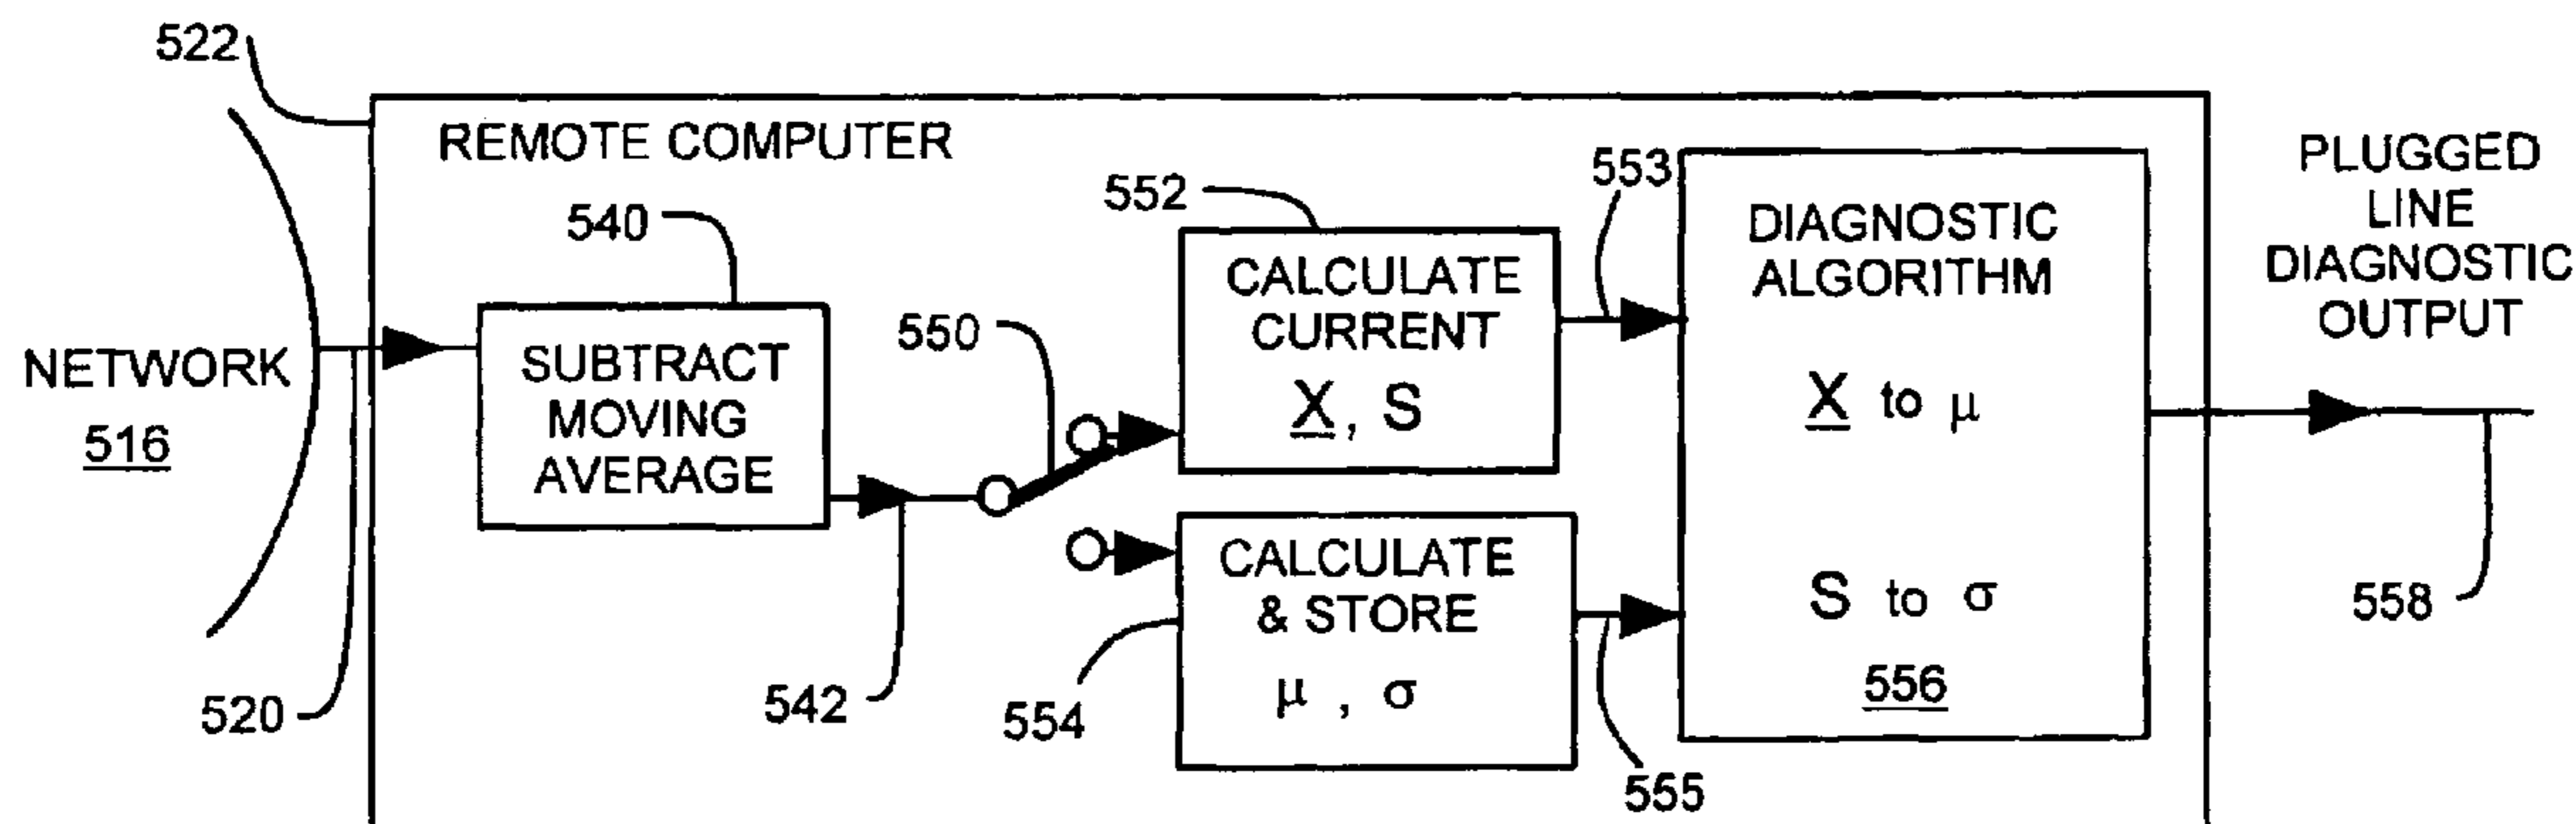 522
REMOTE COMPUTER
540
552
553
PLUGGED
LINE
DIAGNOSTIC
OUTPUT
NETWORK
516
SUBTRACT
MOVING
AVERAGE
550
CALCULATE
CURRENT
X, S
DIAGNOSTIC
ALGORITHM
X to μ
S to σ
556
CALCULATE
& STORE
μ , σ
520
542
554
555
558